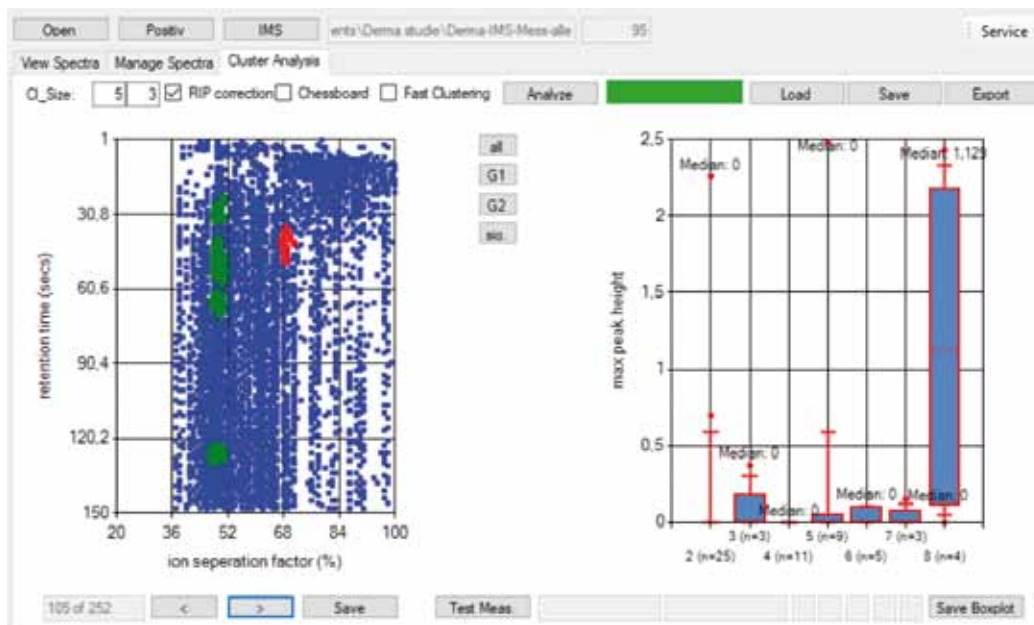 Open Positiv IMS ents\Derma studie\Derma-IMS-Mess-alle 95 Service
View Spectra Manage Spectra Cluster Analysis
Cl_Size: 5 3 RIP correction Chessboard Fast Clustering Analyze Load Save Export
all
G1
G2
sig.
retention time (secs)
1
30.8
60.6
90.4
120.2
150
20 36 52 68 84 100
ion seperation factor (%)
max peak height
2.5
2
1.5
1
0.5
0
Median: 0
Median: 0
Median: 1,129
Median: 0
Median: 0
Median: 0
Median: 0
3 (n=3) 5 (n=9) 7 (n=3)
2 (n=25) 4 (n=11) 6 (n=5) 8 (n=4)
105 of 252 < > Save Test Meas. Save Boxplot